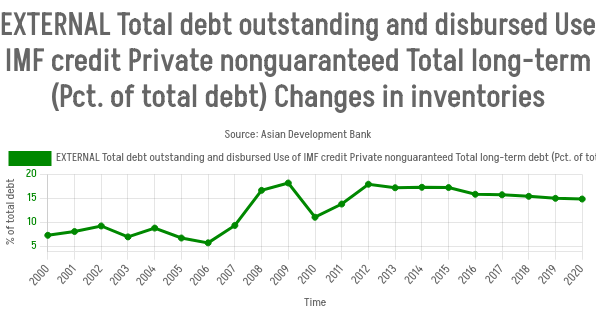 EXTERNAL Total debt outstanding and disbursed Use
IMF credit Private nonguaranteed Total long-term
(Pct. of total debt) Changes in inventories
Source: Asian Development Bank
EXTERNAL Total debt outstanding and disbursed Use of IMF credit Private nonguaranteed Total long-term debt (Pct. of tot
% of total debt
20
15
10
5
2000 2001 2002 2003 2004 2005 2006 2007 2008 2009 2010 2011 2012 2013 2014 2015 2016 2017 2018 2019 2020
Time